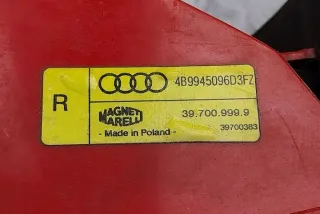 4B9945096D3FZ
R
MAGNETI
MARELLI
39.700.999.9
- Made in Poland -
39700383